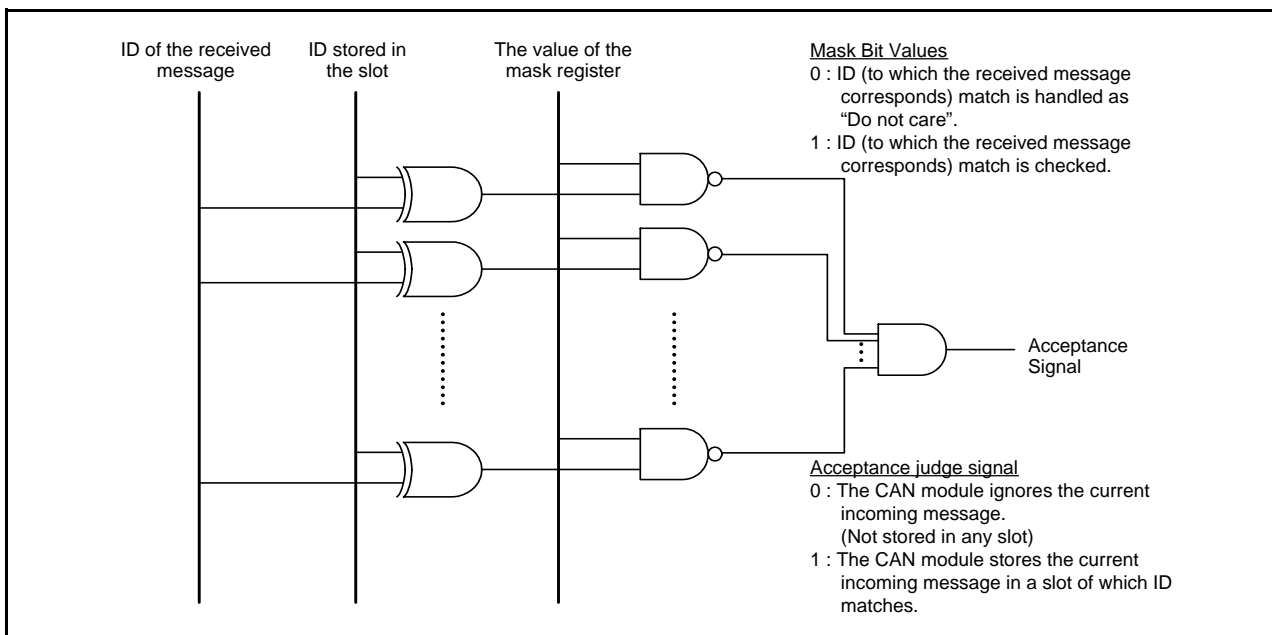 ID of the received
message
ID stored in
the slot
The value of the
mask register
Mask Bit Values
0 : ID (to which the received message
corresponds) match is handled as
“Do not care”.
1 : ID (to which the received message
corresponds) match is checked.
Acceptance
Signal
Acceptance judge signal
0 : The CAN module ignores the current
incoming message.
(Not stored in any slot)
1 : The CAN module stores the current
incoming message in a slot of which ID
matches.